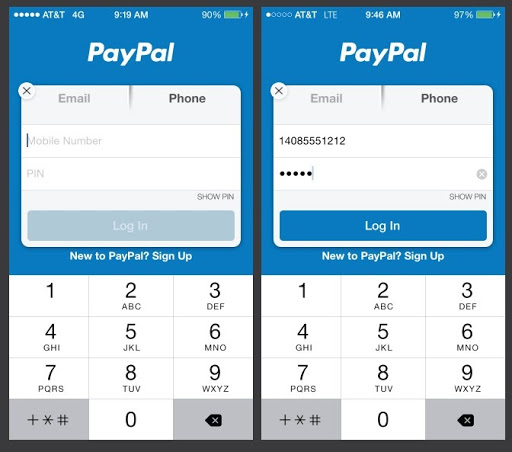 AT&T 4G 9:19 AM 90%
PayPal
Email Phone
Mobile Number
PIN
SHOW PIN
Log In
New to PayPal? Sign Up
1 2 3
ABC DEF
4 5 6
GHI JKL MNO
7 8 9
PQRS TUV WXYZ
+*# 0
AT&T LTE 9:46 AM 97%
PayPal
Email Phone
14085551212
•••••
SHOW PIN
Log In
New to PayPal? Sign Up
1 2 3
ABC DEF
4 5 6
GHI JKL MNO
7 8 9
PQRS TUV WXYZ
+*# 0